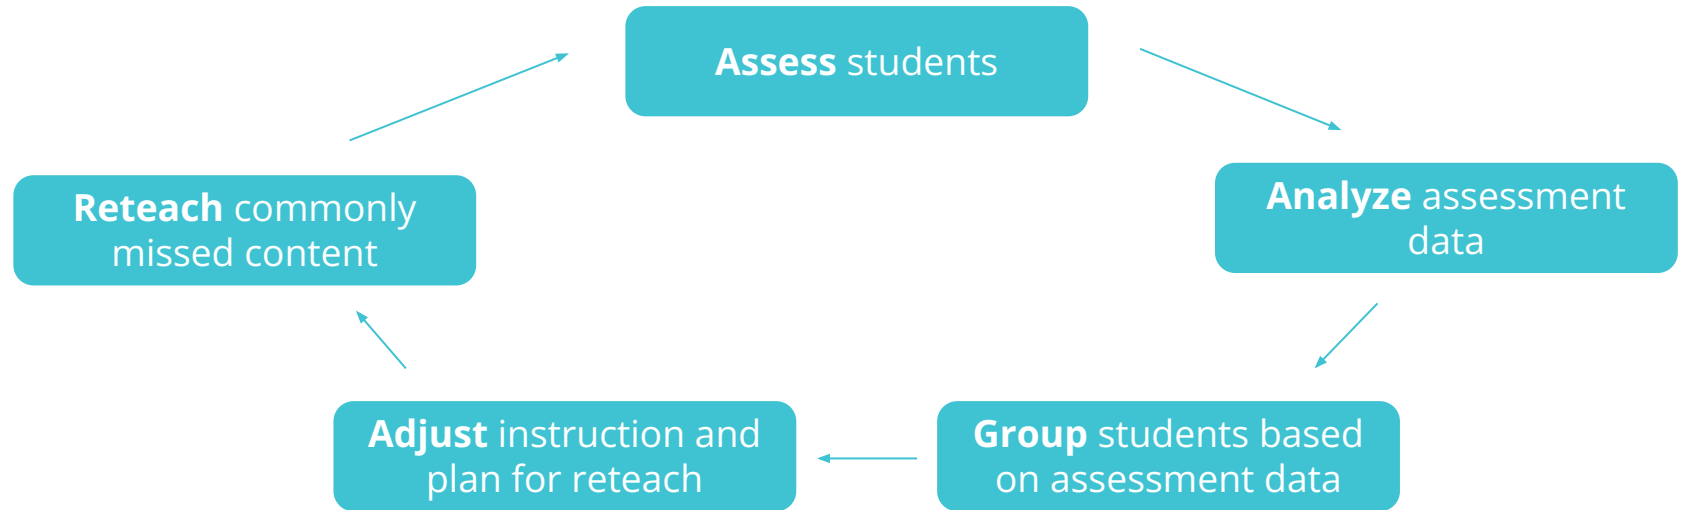 Assess students
Analyze assessment
data
Group students based
on assessment data
Adjust instruction and
plan for reteach
Reteach commonly
missed content